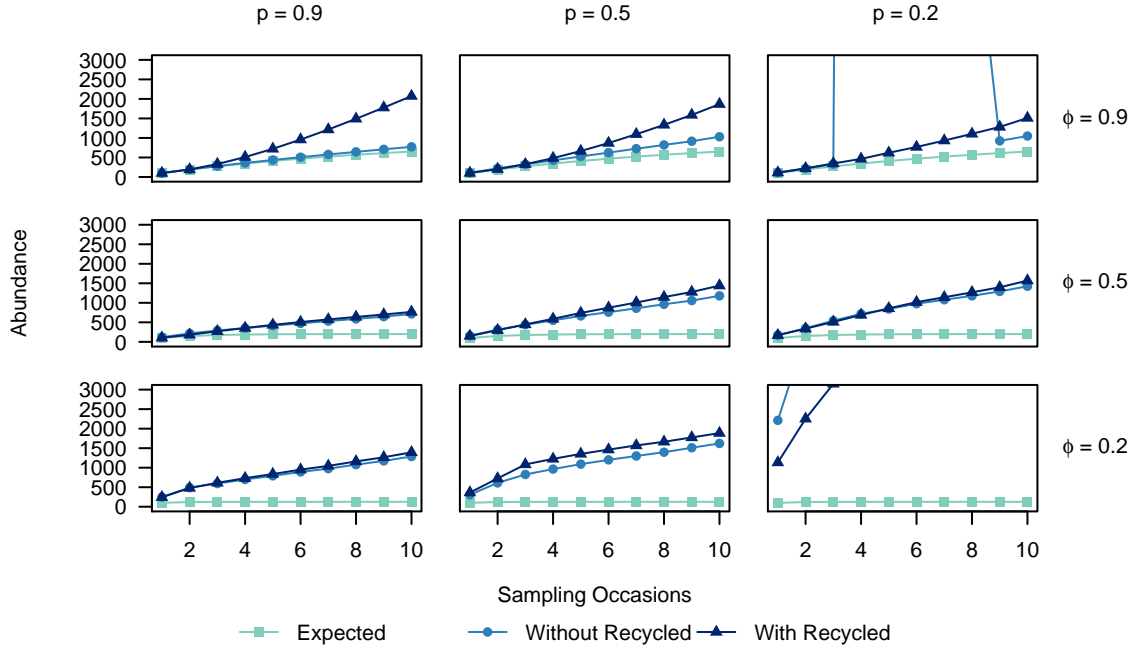 p = 0.9 p = 0.5 p = 0.2
3000
2500
2000
1500
1000
500
0
ϕ = 0.9
3000
2500
2000
1500
1000
500
0
ϕ = 0.5
Abundance
3000
2500
2000
1500
1000
500
0
ϕ = 0.2
2 4 6 8 10 2 4 6 8 10 2 4 6 8 10
Sampling Occasions
Expected Without Recycled With Recycled